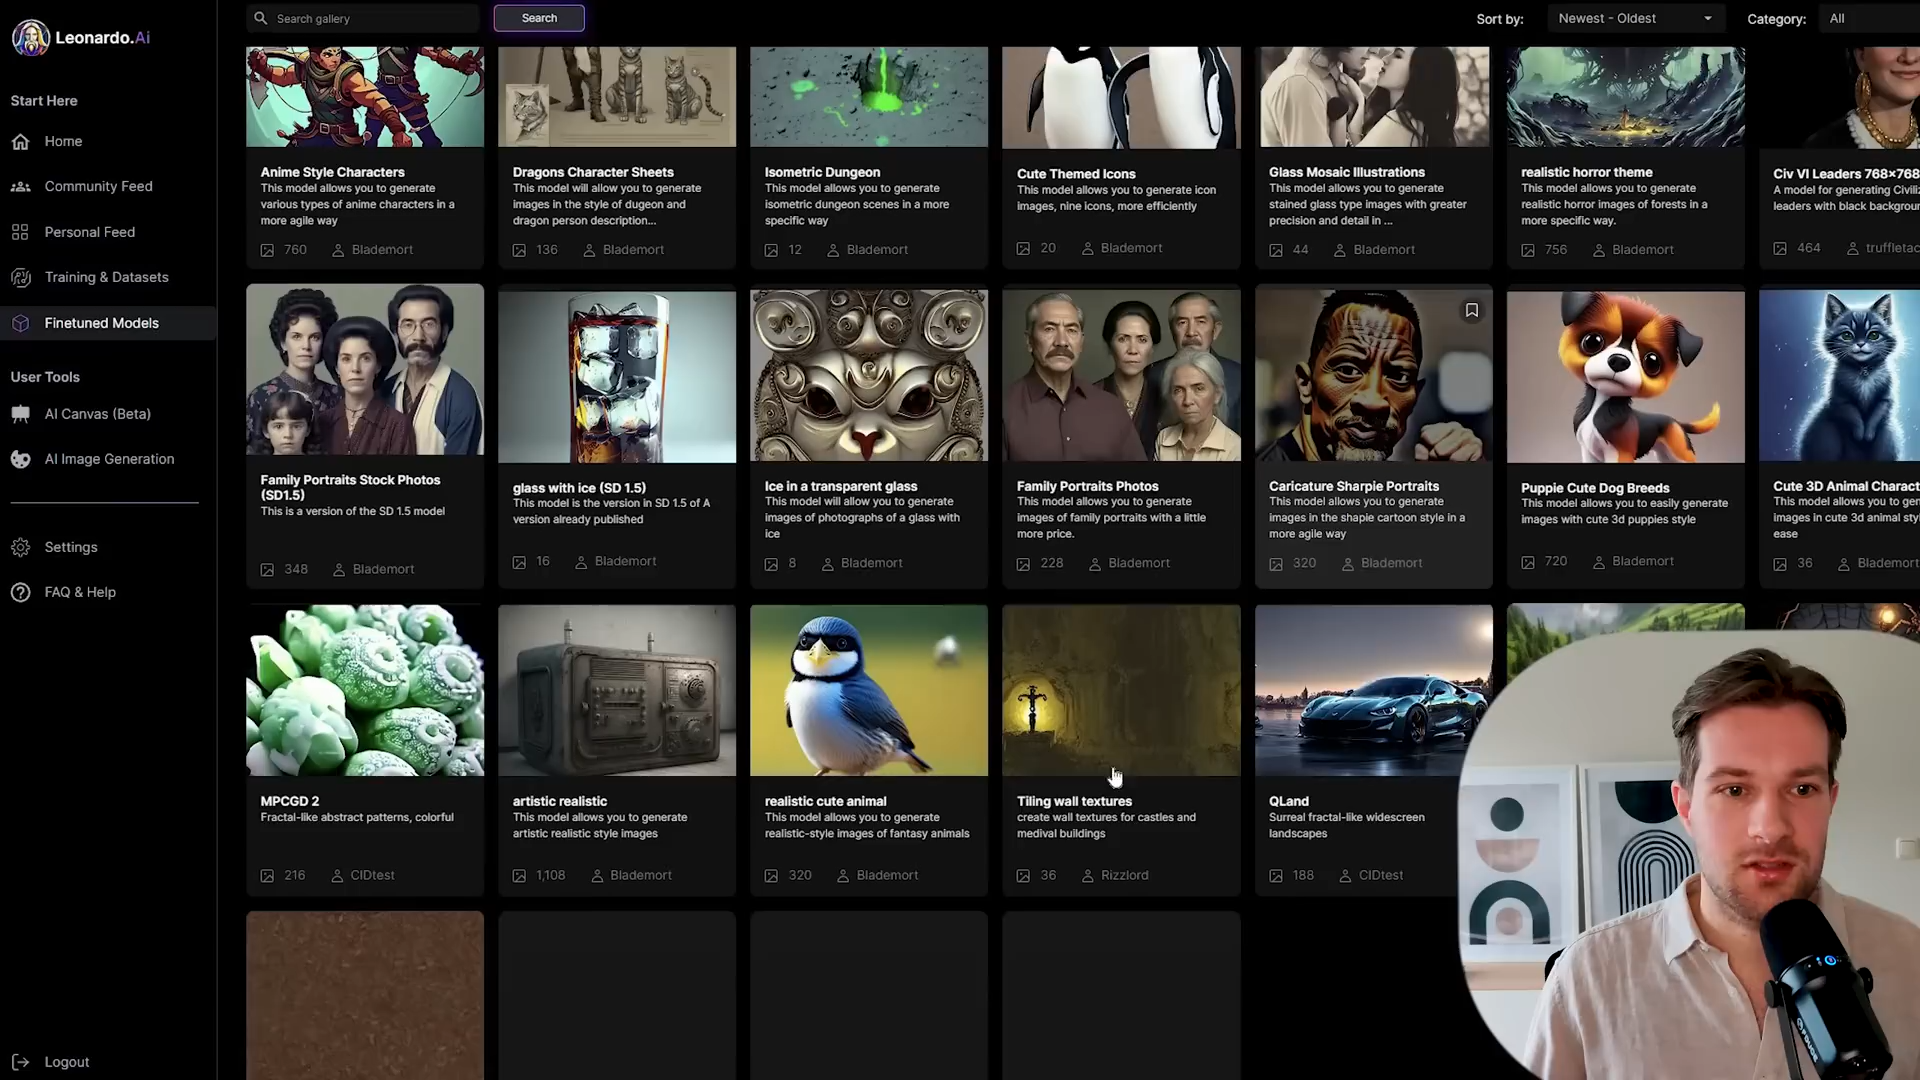 Leonardo.Ai
Search gallery
Search
Sort by:
Newest - Oldest
Category:
All
Start Here
Home
Community Feed
Personal Feed
Training & Datasets
Finetuned Models
User Tools
AI Canvas (Beta)
AI Image Generation
Settings
FAQ & Help
Logout
Anime Style Characters
This model allows you to generate
various types of anime characters in a
more agile way
760 Blademort
Dragons Character Sheets
This model will allow you to generate
images in the style of dugeon and
dragon person description...
136 Blademort
Isometric Dungeon
This model allows you to generate
isometric dungeon scenes in a more
specific way
12 Blademort
Cute Themed Icons
This model allows you to generate icon
images, nine icons, more efficiently
20 Blademort
Glass Mosaic Illustrations
This model allows you to generate
stained glass type images with greater
precision and detail in ...
44 Blademort
realistic horror theme
This model allows you to generate
realistic horror images of forests in a
more specific way.
756 Blademort
Civ VI Leaders 768x768
A model for generating Civiliz
leaders with black backgroun
464 truffletac
Family Portraits Stock Photos
(SD1.5)
This is a version of the SD 1.5 model
348 Blademort
glass with ice (SD 1.5)
This model is the version in SD 1.5 of A
version already published
16 Blademort
Ice in a transparent glass
This model will allow you to generate
images of photographs of a glass with
ice
8 Blademort
Family Portraits Photos
This model allows you to generate
images of family portraits with a little
more price.
228 Blademort
Caricature Sharpie Portraits
This model allows you to generate
images in the shapie cartoon style in a
more agile way
320 Blademort
Puppie Cute Dog Breeds
This model allows you to easily generate
images with cute 3d puppies style
720 Blademort
Cute 3D Animal Charact
This model allows you to gen
images in cute 3d animal styl
ease
36 Blademort
MPCGD 2
Fractal-like abstract patterns, colorful
216 CIDtest
artistic realistic
This model allows you to generate
artistic realistic style images
1,108 Blademort
realistic cute animal
This model allows you to generate
realistic-style images of fantasy animals
320 Blademort
Tiling wall textures
create wall textures for castles and
medival buildings
36 Rizzlord
QLand
Surreal fractal-like widescreen
landscapes
188 CIDtest